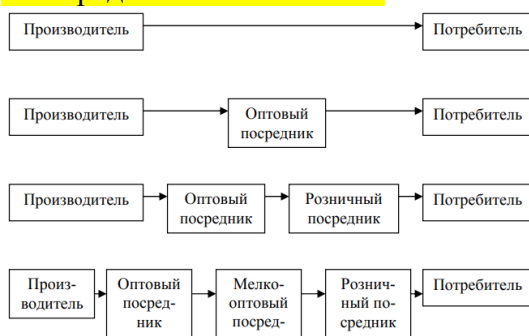 Производитель Потребитель
Производитель Оптовый Потребитель
посредник
Производитель Оптовый Розничный Потребитель
посредник посредник
Произ- Оптовый Мелко- Рознич- Потребитель
водитель посред- оптовый ный по-
ник посред- средник